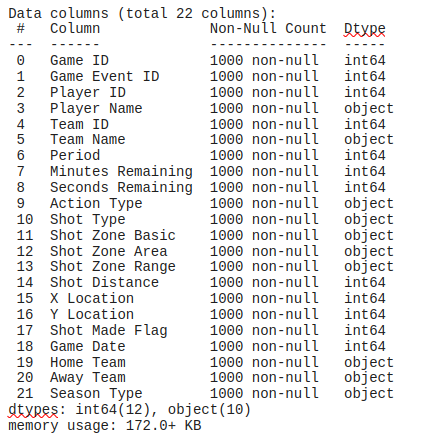 Data columns (total 22 columns):
 #   Column             Non-Null Count  Dtype
---  ------             --------------  -----
 0   Game ID            1000 non-null   int64
 1   Game Event ID      1000 non-null   int64
 2   Player ID          1000 non-null   int64
 3   Player Name        1000 non-null   object
 4   Team ID            1000 non-null   int64
 5   Team Name          1000 non-null   object
 6   Period             1000 non-null   int64
 7   Minutes Remaining  1000 non-null   int64
 8   Seconds Remaining  1000 non-null   int64
 9   Action Type        1000 non-null   object
 10  Shot Type          1000 non-null   object
 11  Shot Zone Basic    1000 non-null   object
 12  Shot Zone Area     1000 non-null   object
 13  Shot Zone Range    1000 non-null   object
 14  Shot Distance      1000 non-null   int64
 15  X Location         1000 non-null   int64
 16  Y Location         1000 non-null   int64
 17  Shot Made Flag     1000 non-null   int64
 18  Game Date          1000 non-null   int64
 19  Home Team          1000 non-null   object
 20  Away Team          1000 non-null   object
 21  Season Type        1000 non-null   object
dtypes: int64(12), object(10)
memory usage: 172.0+ KB